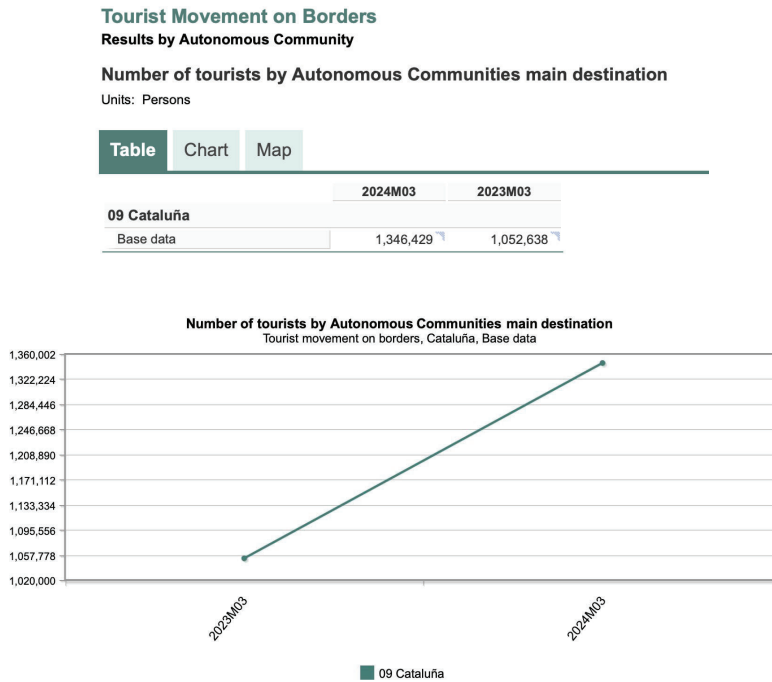 Tourist Movement on Borders
Results by Autonomous Community
Number of tourists by Autonomous Communities main destination
Units: Persons
Table Chart Map
2024M03 2023M03
09 Cataluña
Base data 1,346,429 1,052,638
Number of tourists by Autonomous Communities main destination
Tourist movement on borders, Cataluña, Base data
1,360,002
1,322,224
1,284,446
1,246,668
1,208,890
1,171,112
1,133,334
1,095,556
1,057,778
1,020,000
2023M03 2024M03
09 Cataluña